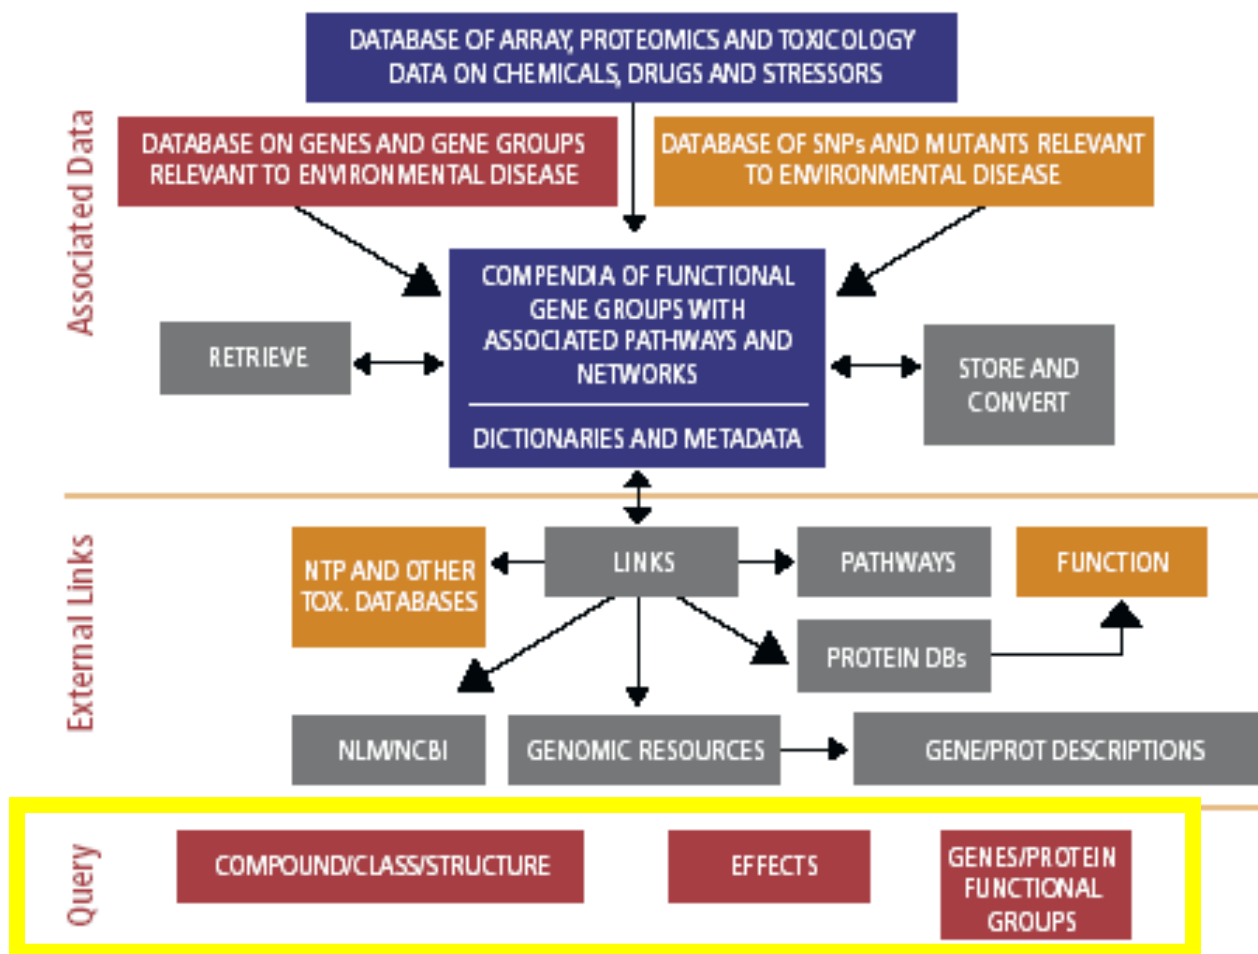 DATABASE OF ARRAY, PROTEOMICS AND TOXICOLOGY
DATA ON CHEMICALS, DRUGS AND STRESSORS
Associated Data
DATABASE ON GENES AND GENE GROUPS
RELEVANT TO ENVIRONMENTAL DISEASE
DATABASE OF SNPs AND MUTANTS RELEVANT
TO ENVIRONMENTAL DISEASE
COMPENDIA OF FUNCTIONAL
GENE GROUPS WITH
ASSOCIATED PATHWAYS AND
NETWORKS
DICTIONARIES AND METADATA
RETRIEVE
STORE AND
CONVERT
External Links
NTP AND OTHER
TOX. DATABASES
LINKS
PATHWAYS
FUNCTION
PROTEIN DBs
NLM/NCBI
GENOMIC RESOURCES
GENE/PROT DESCRIPTIONS
Query
COMPOUND/CLASS/STRUCTURE
EFFECTS
GENES/PROTEIN
FUNCTIONAL
GROUPS